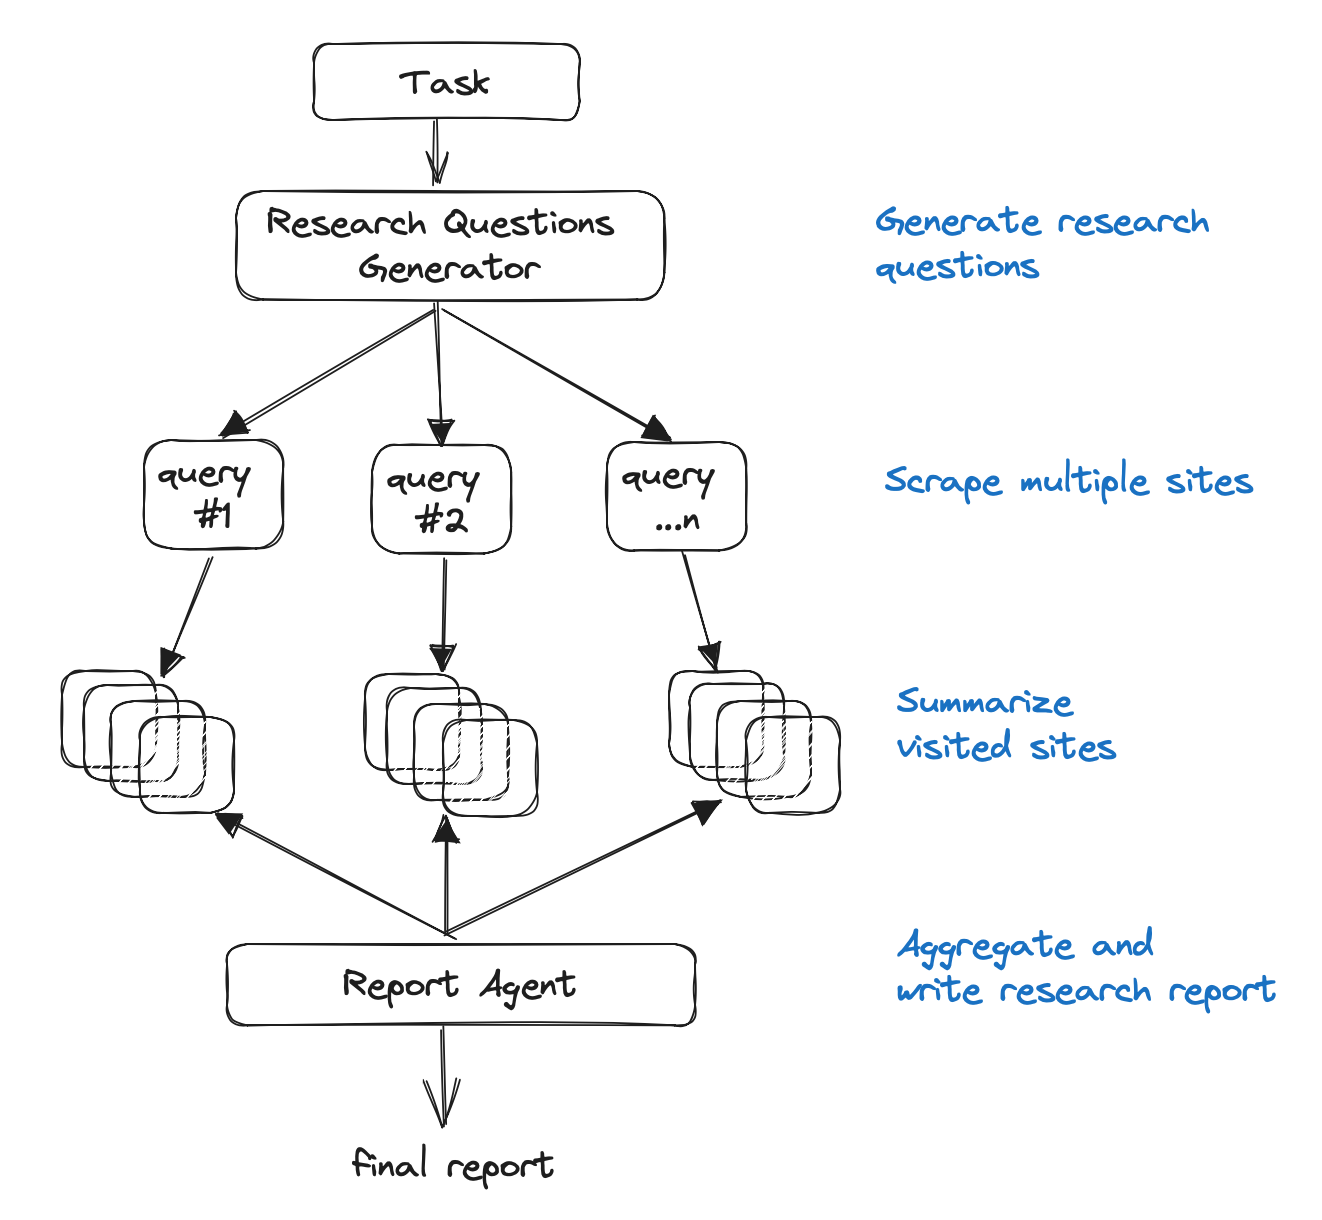 Task
Research Questions
Generator
Generate research
questions
query
#1
query
#2
query
...n
Scrape multiple sites
Summarize
visited sites
Report Agent
Aggregate and
write research report
final report